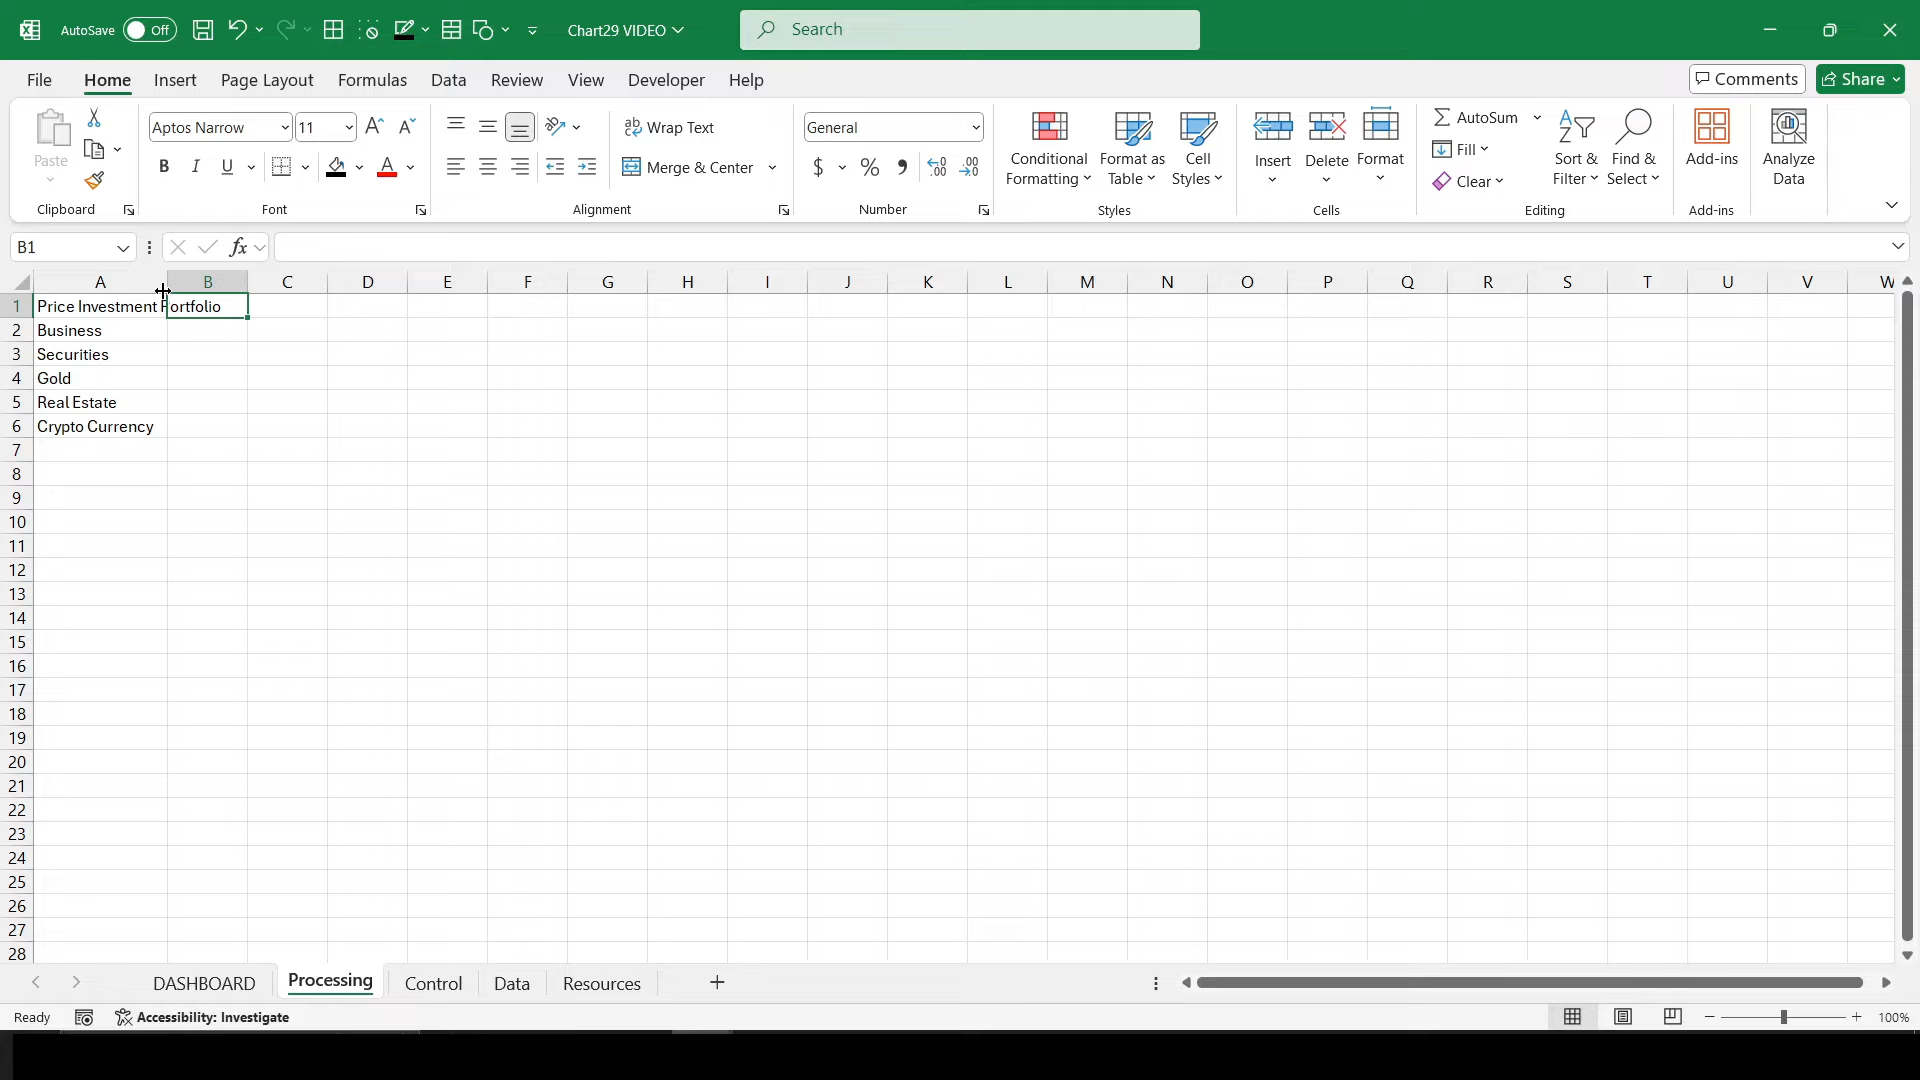 AutoSave Off Chart29 VIDEO Search
File Home Insert Page Layout Formulas Data Review View Developer Help Comments Share
Paste
Clipboard
Aptos Narrow 11
B I U A
Font
Wrap Text
Merge & Center
Alignment
General
$ %
Number
Conditional Formatting
Format as Table
Cell Styles
Styles
Insert
Delete
Format
Cells
AutoSum
Fill
Clear
Sort & Filter
Find & Select
Editing
Add-ins
Add-ins
Analyze Data
B1 fx
A B C D E F G H I J K L M N O P Q R S T U V W
1 Price Investment Portfolio
2 Business
3 Securities
4 Gold
5 Real Estate
6 Crypto Currency
7
8
9
10
11
12
13
14
15
16
17
18
19
20
21
22
23
24
25
26
27
28
DASHBOARD Processing Control Data Resources
Ready Accessibility: Investigate 100%